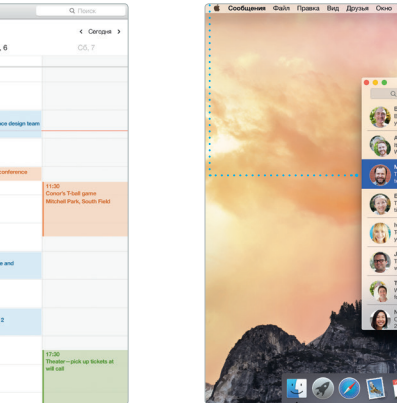 Поиск
Сегодня
, 6
Сб, 7
ce design team
conference
11:30
Conor's T-ball game
Mitchell Park, South Field
e and
2
17:30
Theater—pick up tickets at
will call
Сообщения Файл Правка Вид Друзья Окно